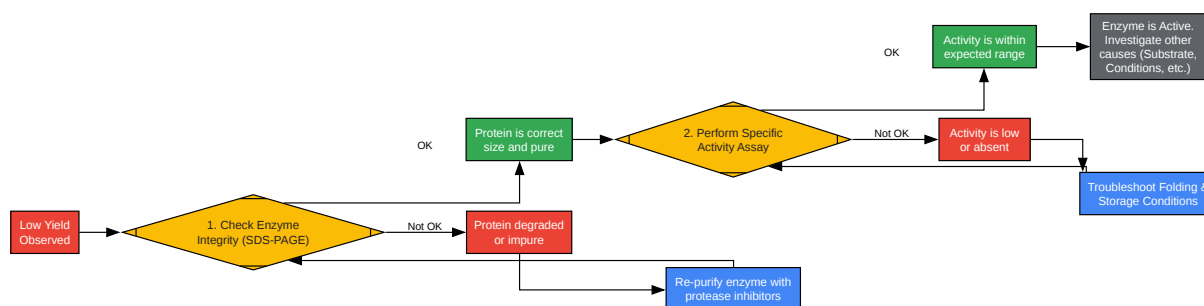 Low Yield
Observed
1. Check Enzyme
Integrity (SDS-PAGE)
OK
Not OK
Protein is correct
size and pure
Protein degraded
or impure
Re-purify enzyme with
protease inhibitors
2. Perform Specific
Activity Assay
OK
Not OK
Activity is within
expected range
Activity is low
or absent
Troubleshoot Folding &
Storage Conditions
Enzyme is Active.
Investigate other
causes (Substrate,
Conditions, etc.)